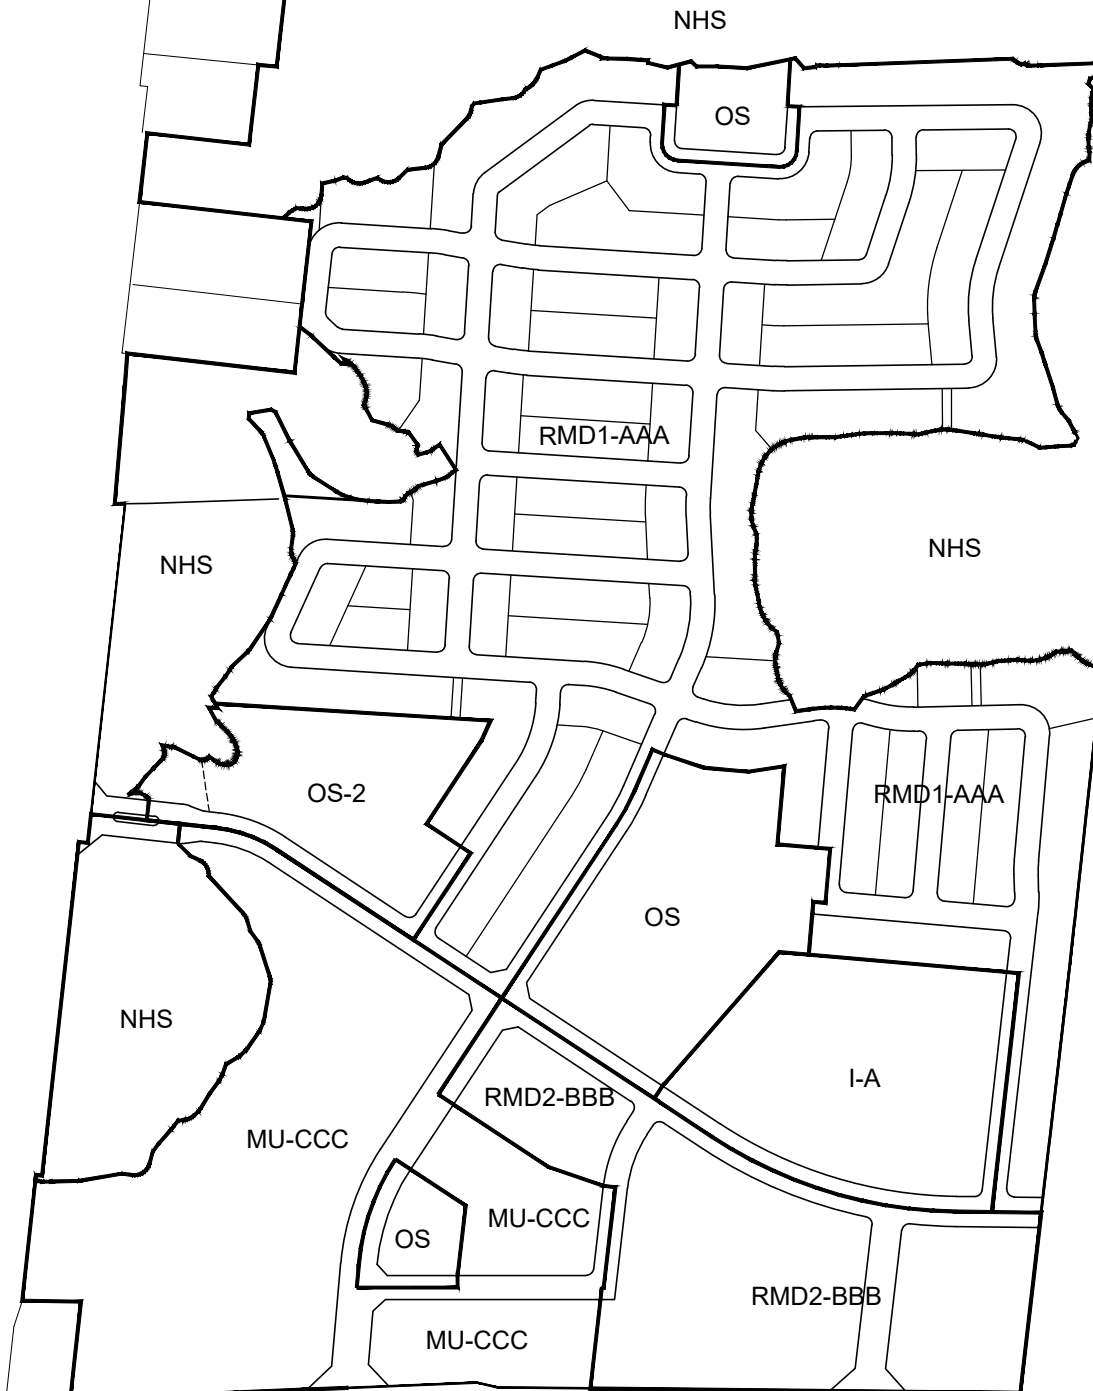 NHS
OS
RMD1-AAA
NHS
NHS
OS-2
RMD1-AAA
OS
NHS
I-A
RMD2-BBB
MU-CCC
MU-CCC
OS
RMD2-BBB
MU-CCC